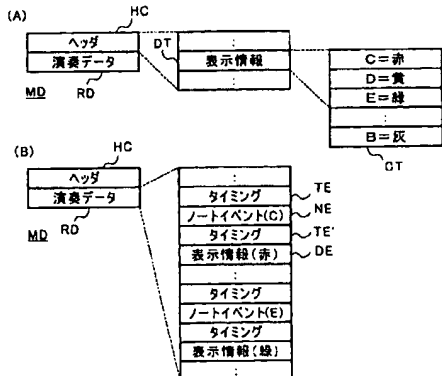 (A)
HC
ヘッダ
演奏データ
MD
RD
DT
⋮
表示情報
⋮
C=赤
D=黄
E=緑
⋮
B=灰
CT
(B)
HC
ヘッダ
演奏データ
MD
RD
⋮
タイミング
TE
ノートイベント(C)
NE
タイミング
TE'
表示情報(赤)
DE
⋮
タイミング
ノートイベント(E)
タイミング
表示情報(緑)
⋮